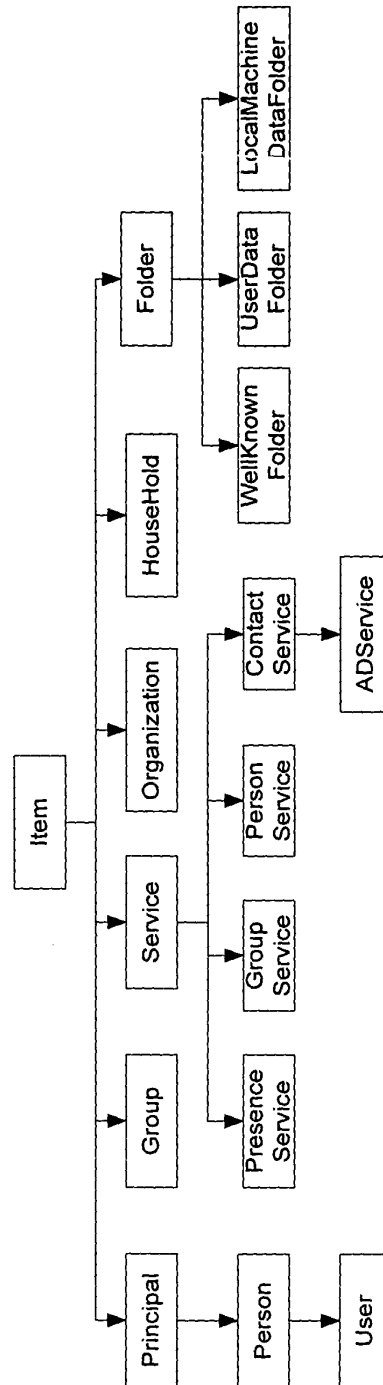 Item
Principal
Group
Service
Organization
HouseHold
Folder
Person
Presence
Service
Group
Service
Person
Service
Contact
Service
WellKnown
Folder
UserData
Folder
LocalMachine
DataFolder
User
ADService